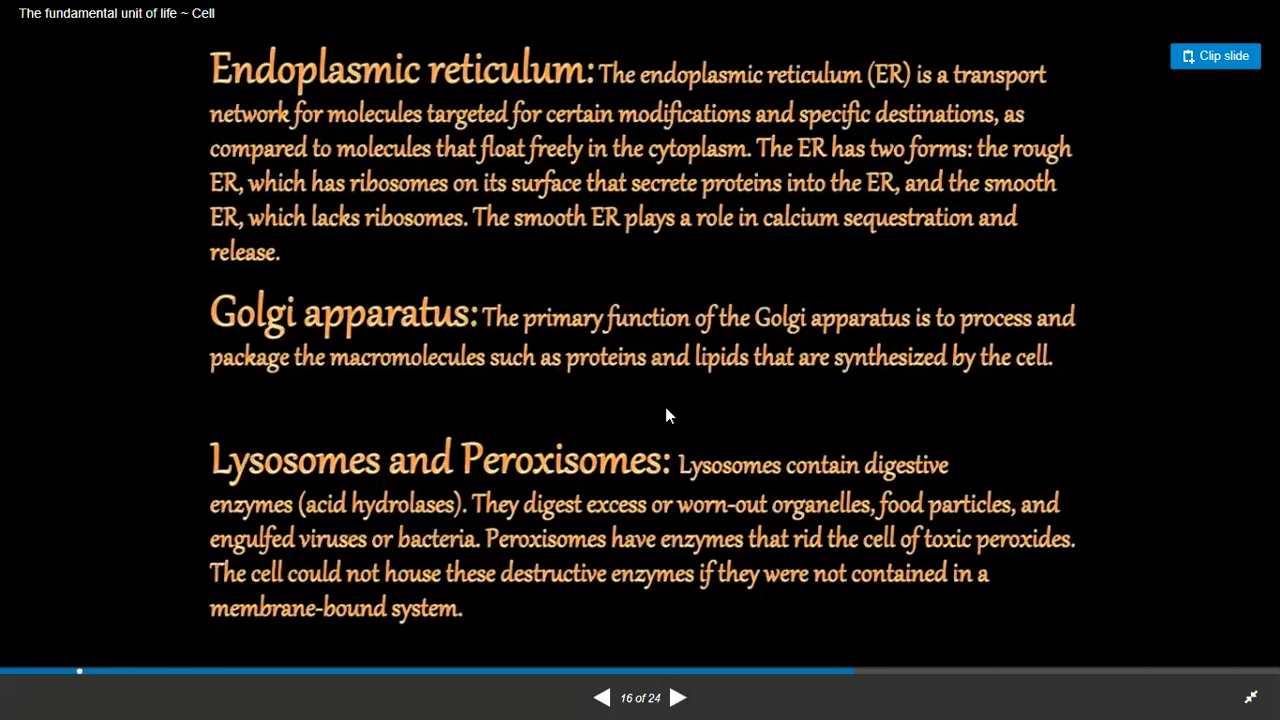 The fundamental unit of life ~ Cell
Clip slide
Endoplasmic reticulum: The endoplasmic reticulum (ER) is a transport
network for molecules targeted for certain modifications and specific destinations, as
compared to molecules that float freely in the cytoplasm. The ER has two forms: the rough
ER, which has ribosomes on its surface that secrete proteins into the ER, and the smooth
ER, which lacks ribosomes. The smooth ER plays a role in calcium sequestration and
release.
Golgi apparatus: The primary function of the Golgi apparatus is to process and
package the macromolecules such as proteins and lipids that are synthesized by the cell.
Lysosomes and Peroxisomes: Lysosomes contain digestive
enzymes (acid hydrolases). They digest excess or worn-out organelles, food particles, and
engulfed viruses or bacteria. Peroxisomes have enzymes that rid the cell of toxic peroxides.
The cell could not house these destructive enzymes if they were not contained in a
membrane-bound system.
16 of 24